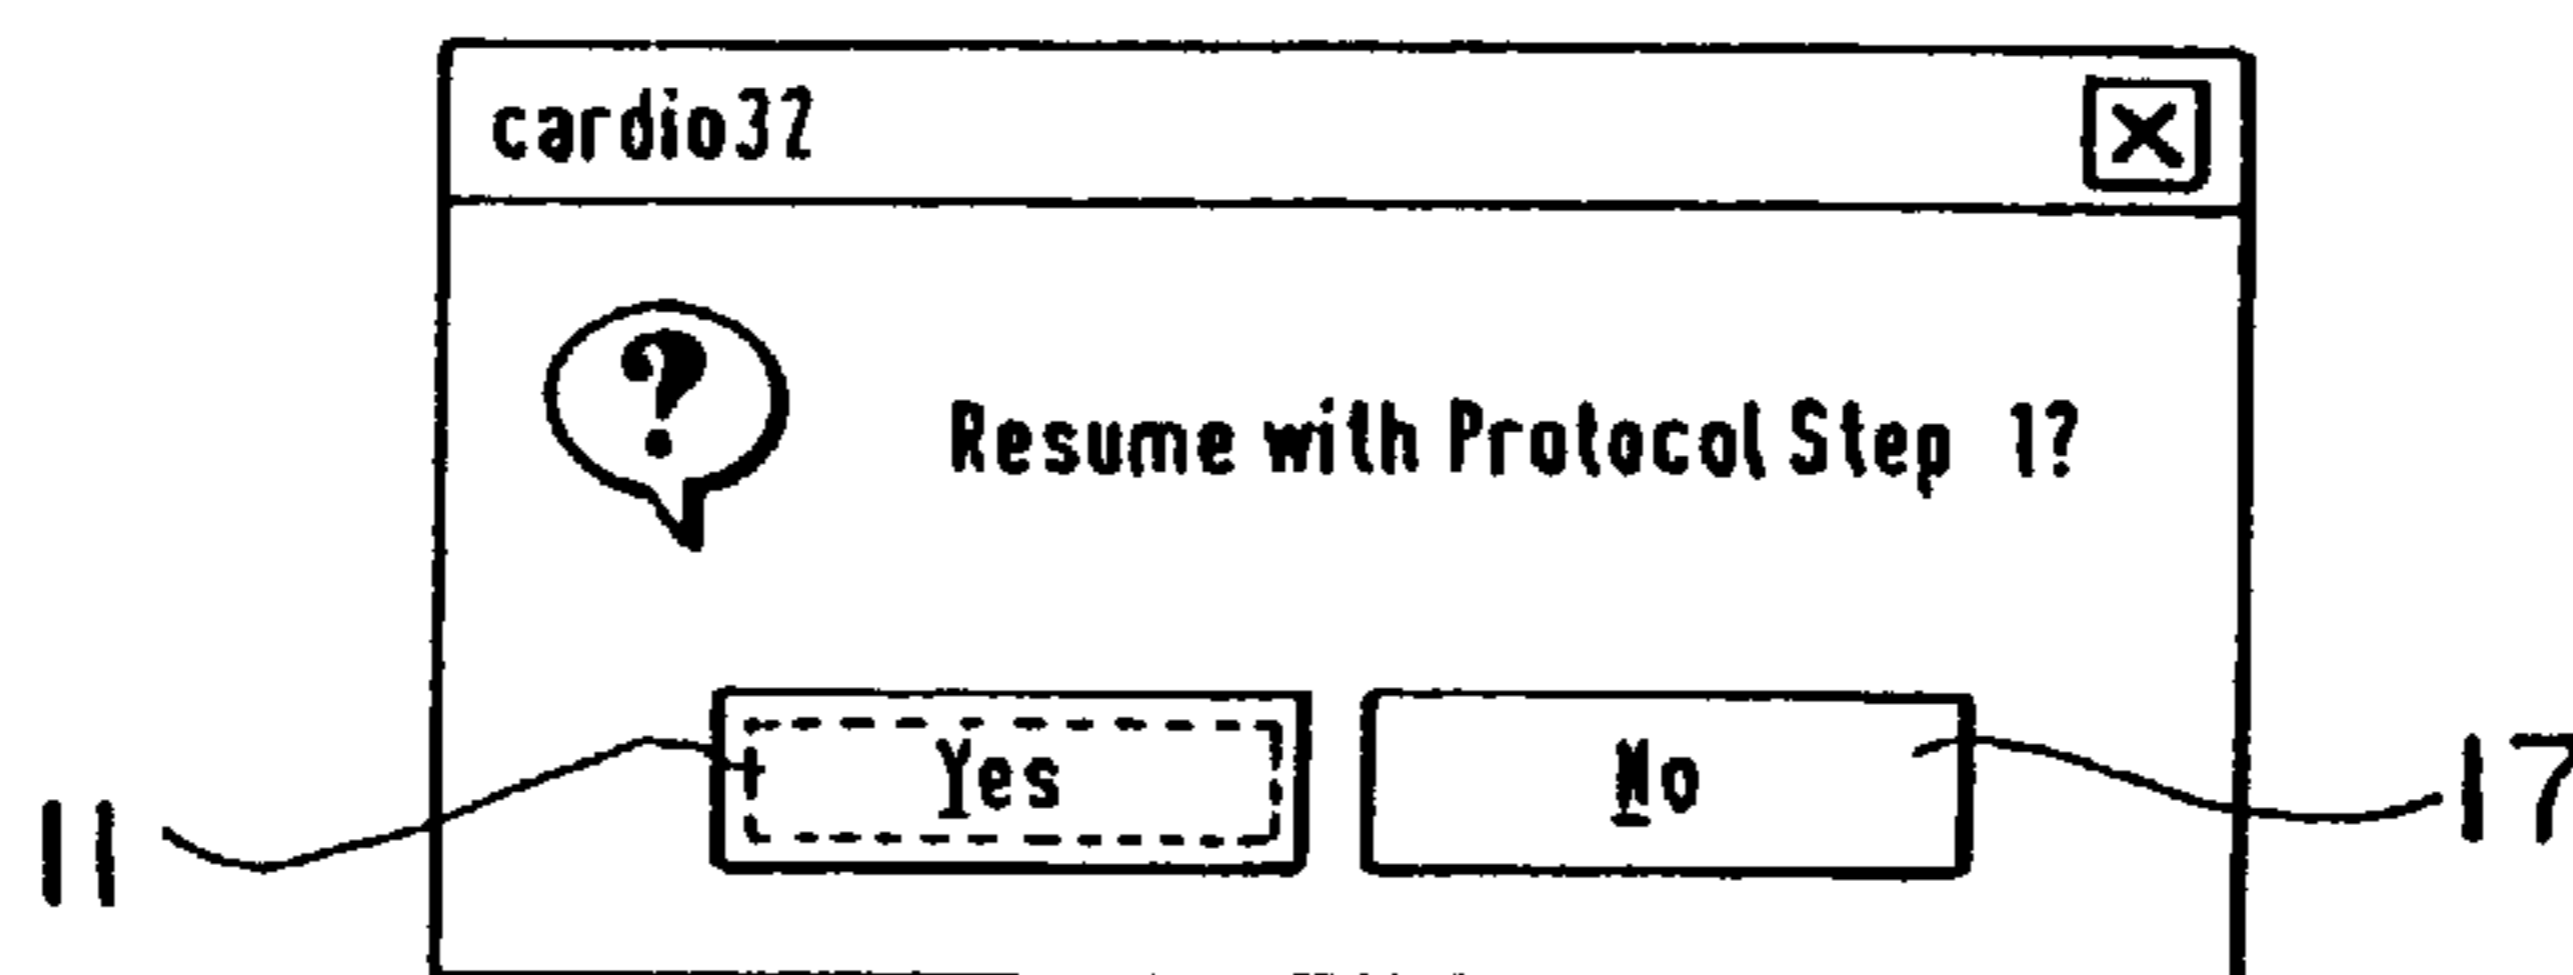 cardio32
?
Resume with Protocol Step 1?
Yes No
11 17